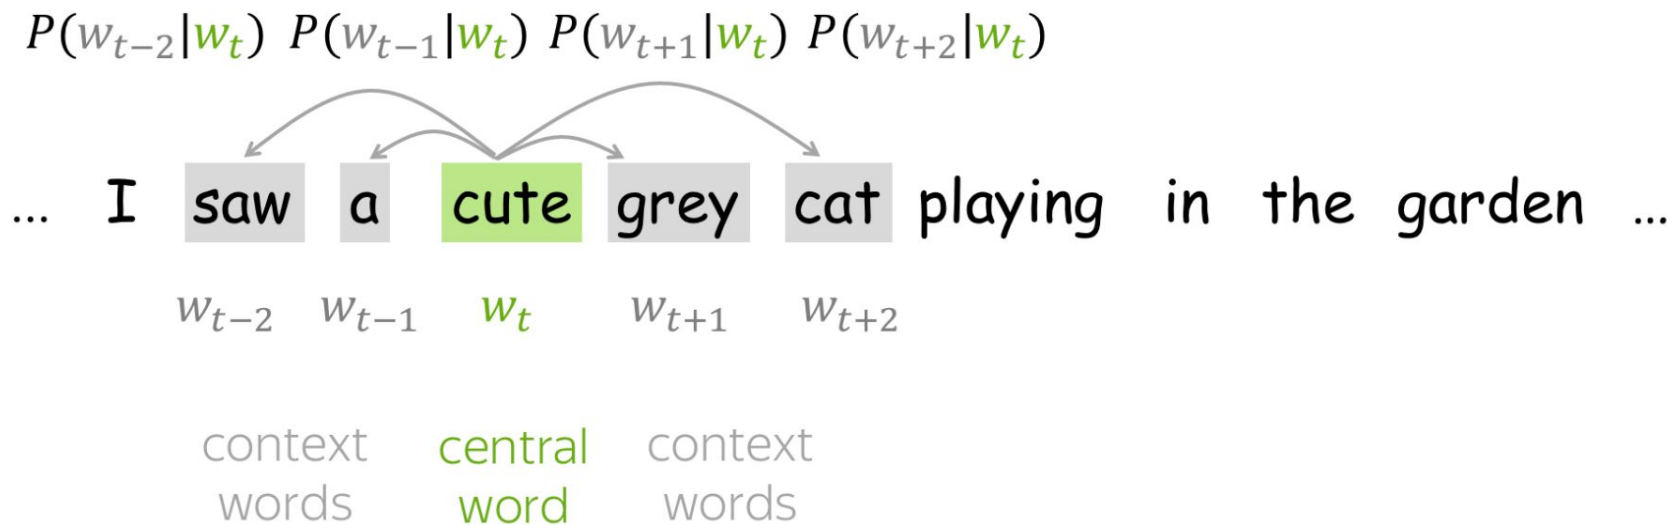 P(w_{t−2}|w_t) P(w_{t−1}|w_t) P(w_{t+1}|w_t) P(w_{t+2}|w_t)
... I saw a cute grey cat playing in the garden ...
w_{t−2} w_{t−1} w_t w_{t+1} w_{t+2}
context central context
words word words